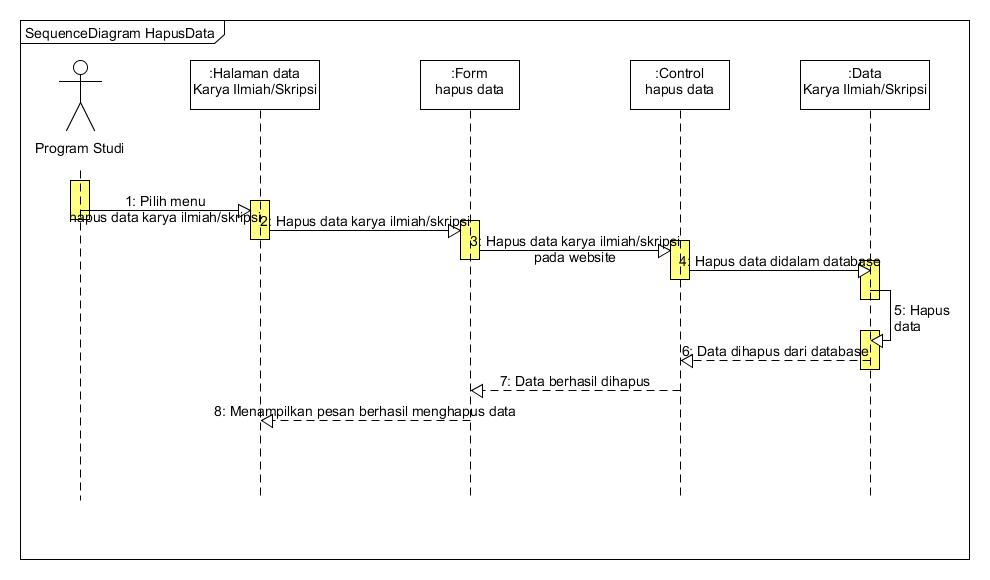 SequenceDiagram HapusData
:Halaman data
Karya Ilmiah/Skripsi
:Form
hapus data
:Control
hapus data
:Data
Karya Ilmiah/Skripsi
Program Studi
1: Pilih menu
hapus data karya ilmiah/skripsi
2: Hapus data karya ilmiah/skripsi
3: Hapus data karya ilmiah/skripsi
pada website
4: Hapus data didalam database
5: Hapus
data
6: Data dihapus dari database
7: Data berhasil dihapus
8: Menampilkan pesan berhasil menghapus data